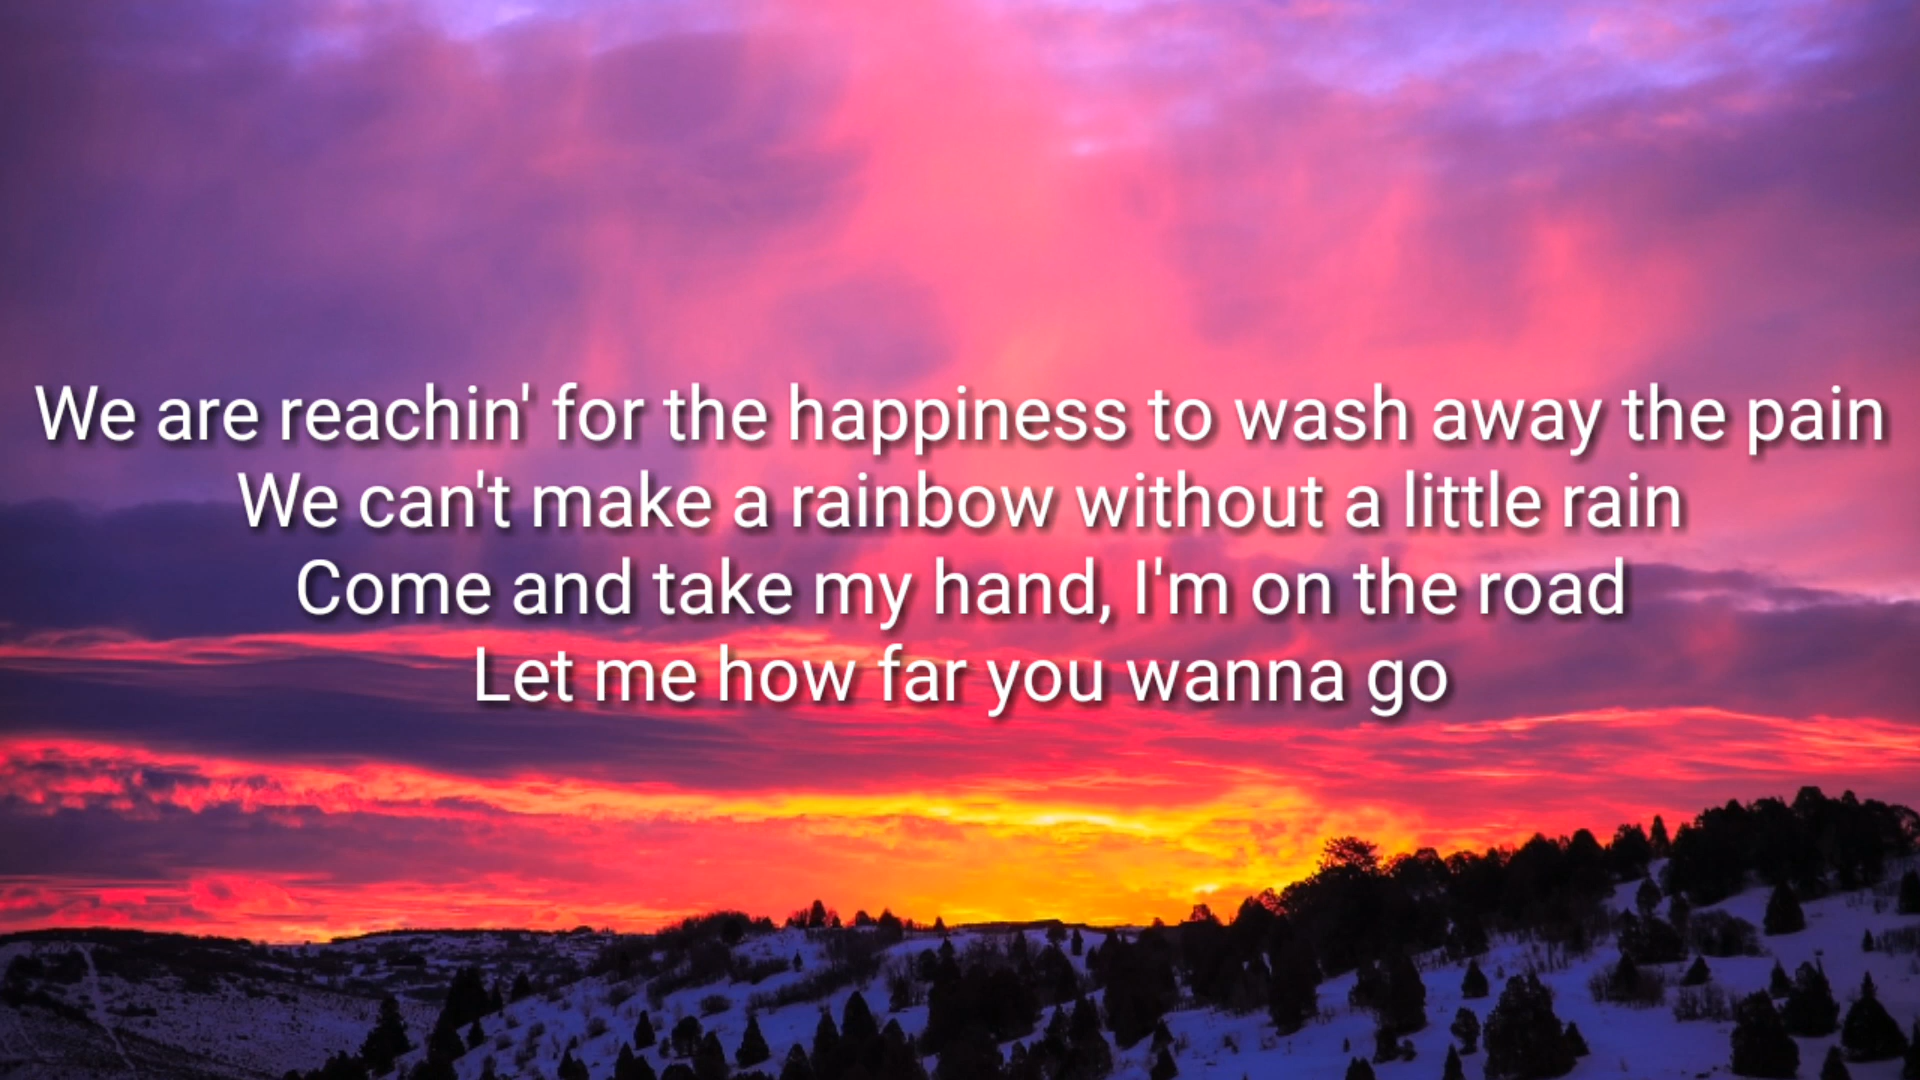 We are reachin' for the happiness to wash away the pain
We can't make a rainbow without a little rain
Come and take my hand, I'm on the road
Let me how far you wanna go